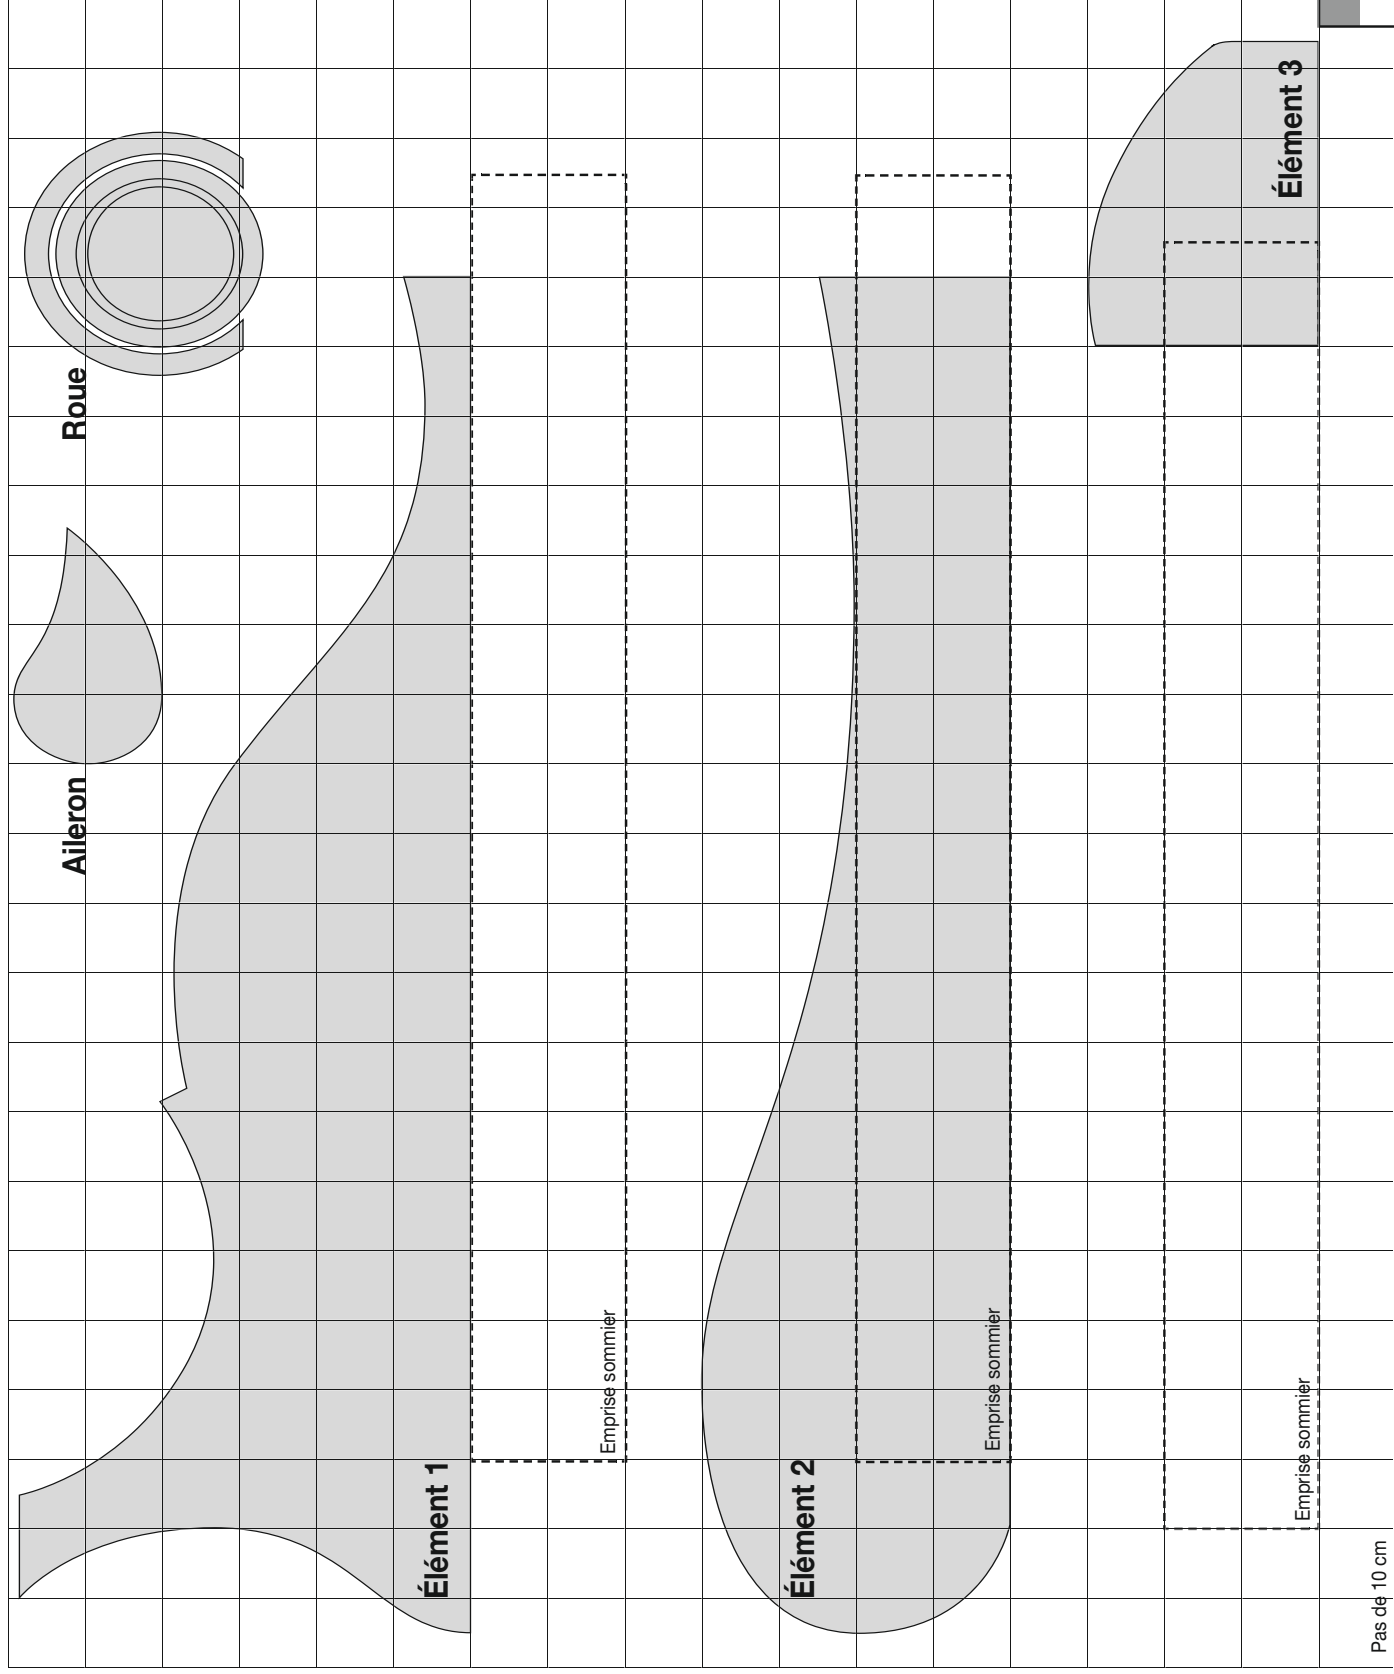 Aileron
Roue
Élément 1
Emprise sommier
Élément 2
Emprise sommier
Élément 3
Emprise sommier
Pas de 10 cm